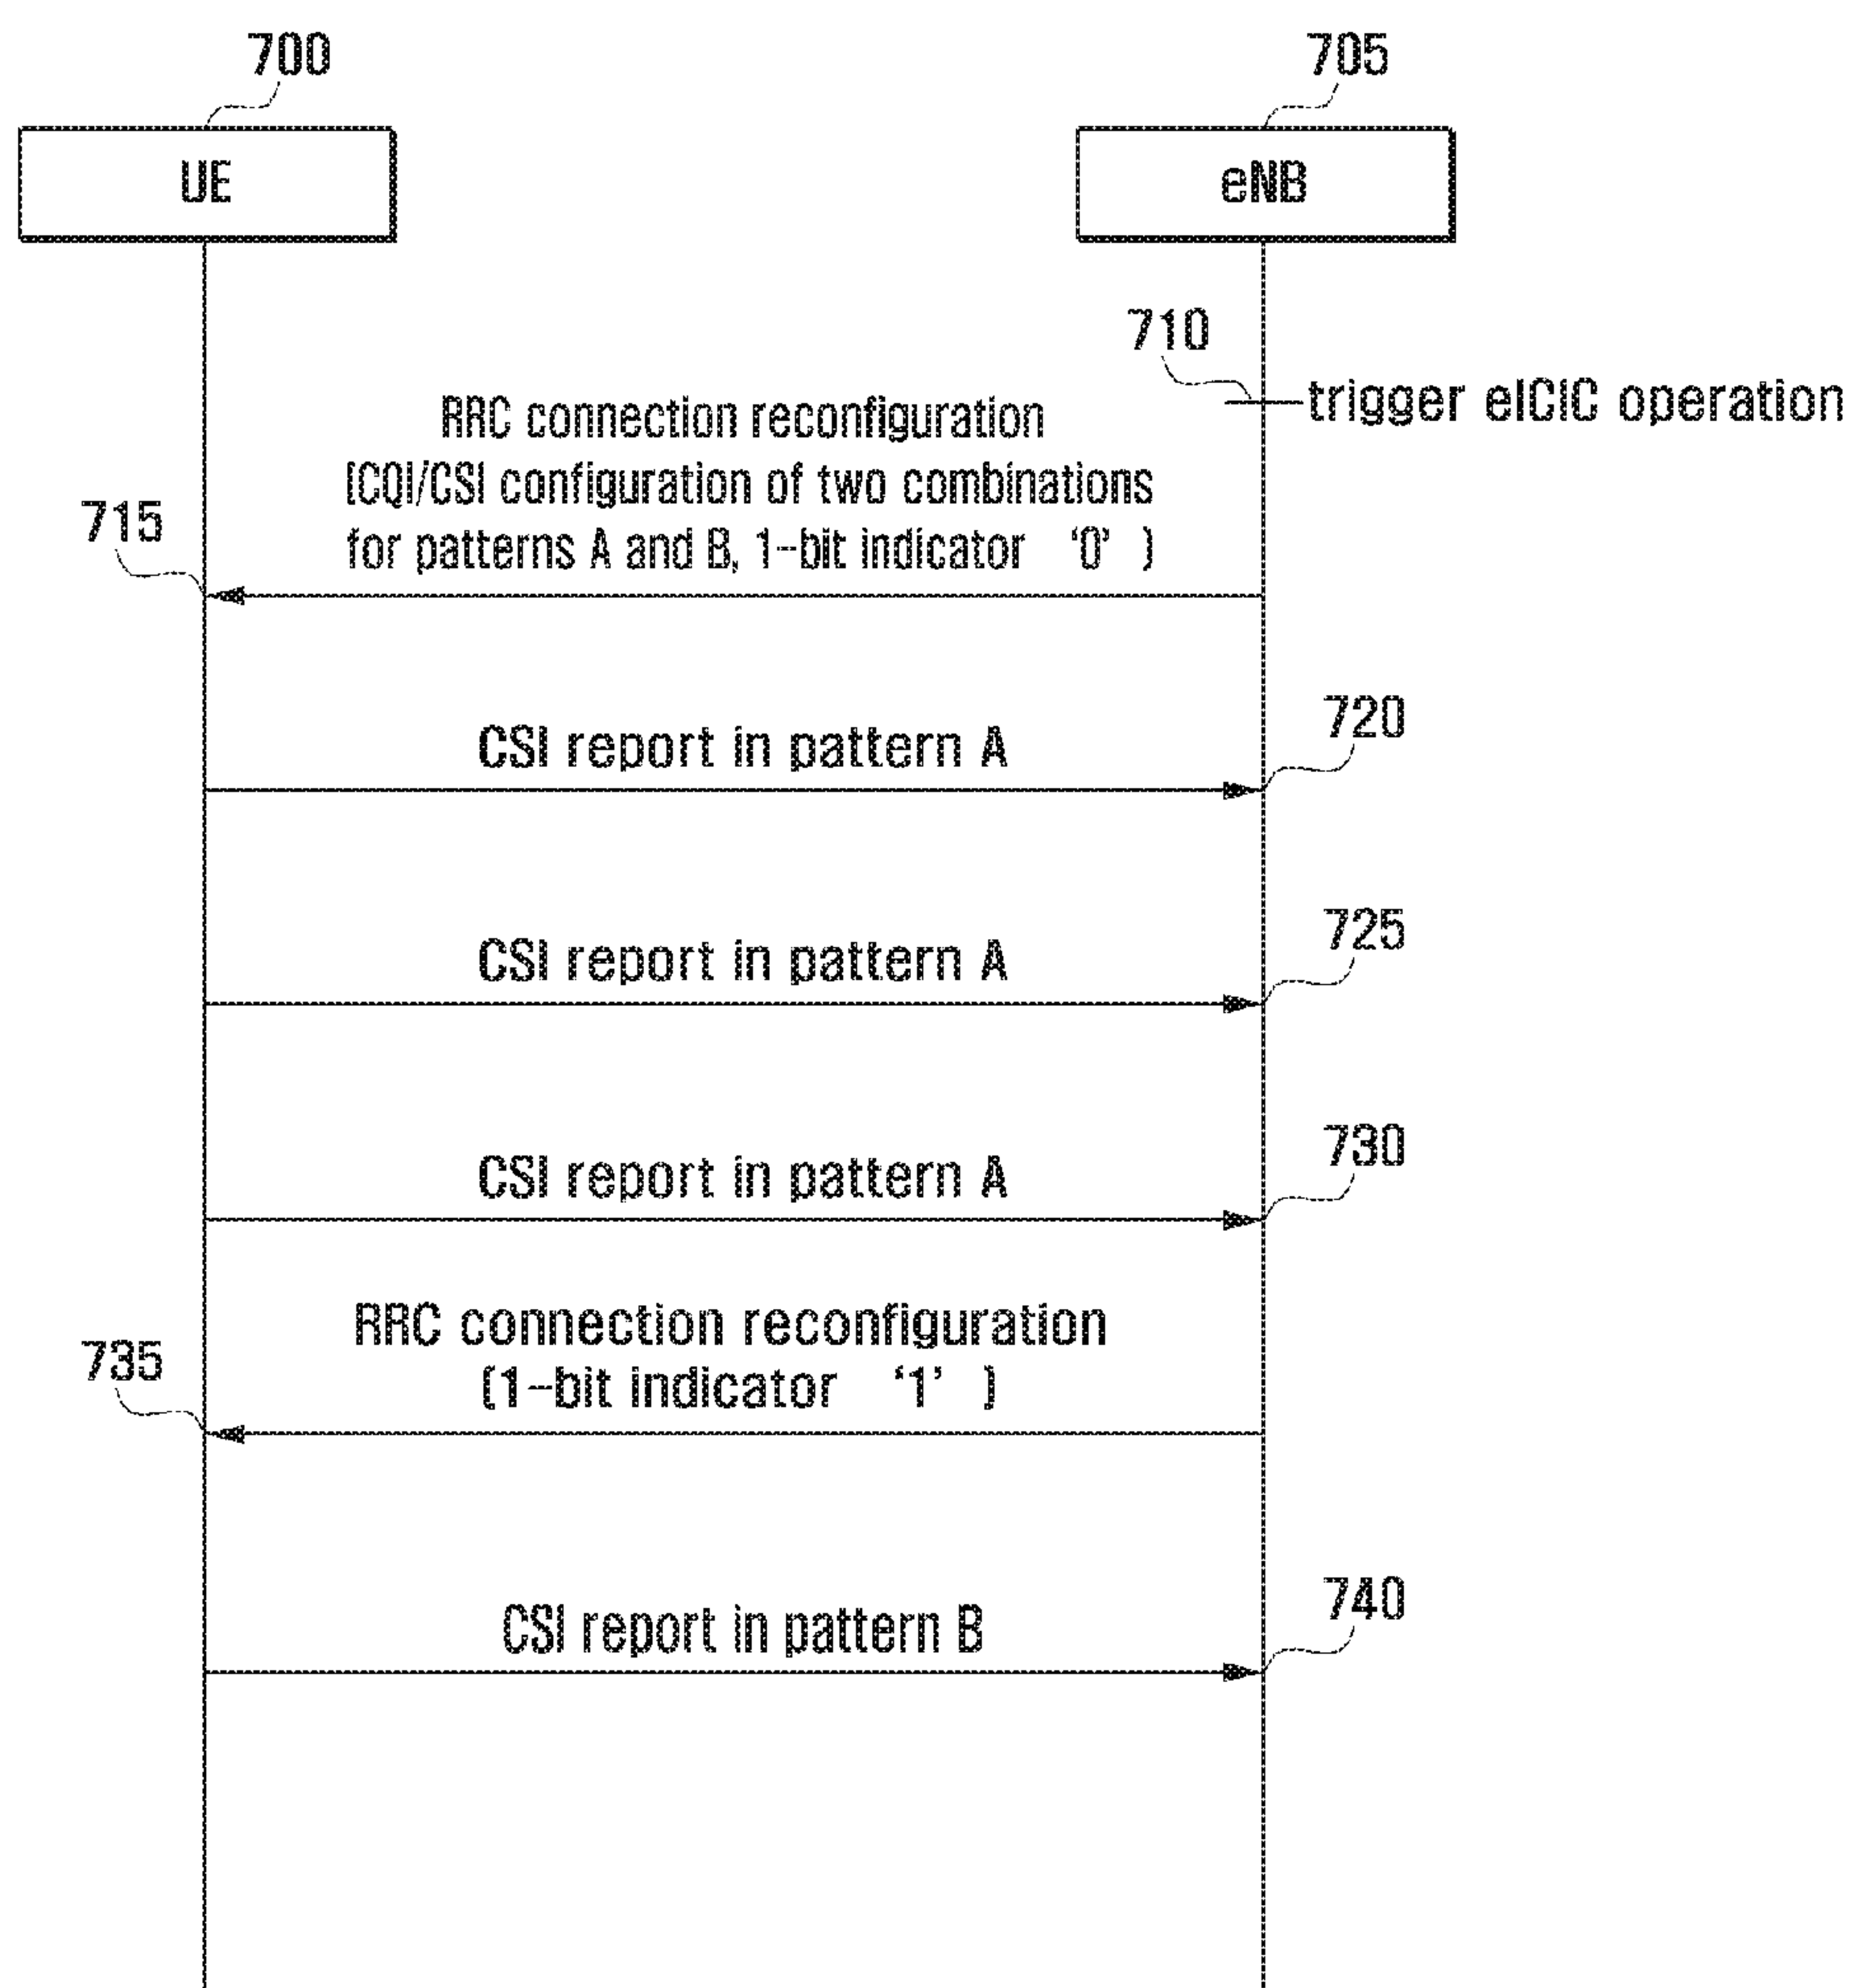 700
705
UE
eNB
710
trigger eICIC operation
RRC connection reconfiguration
(CQI/CSI configuration of two combinations
for patterns A and B, 1-bit indicator ‘0’ )
715
CSI report in pattern A
720
CSI report in pattern A
725
CSI report in pattern A
730
RRC connection reconfiguration
(1-bit indicator ‘1’ )
735
CSI report in pattern B
740